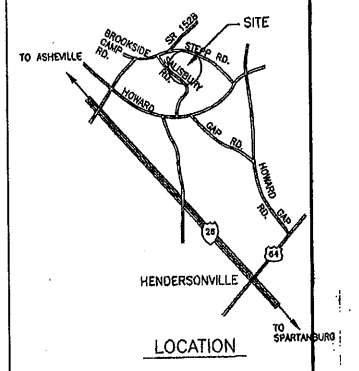 SITE
SR 1528
BROOKSIDE
CAMP RD.
STEPP RD.
SALISBURY
RD.
TO ASHEVILLE
HOWARD
GAP
RD.
HOWARD GAP
RD.
26
64
HENDERSONVILLE
TO
SPARTANBURG
LOCATION